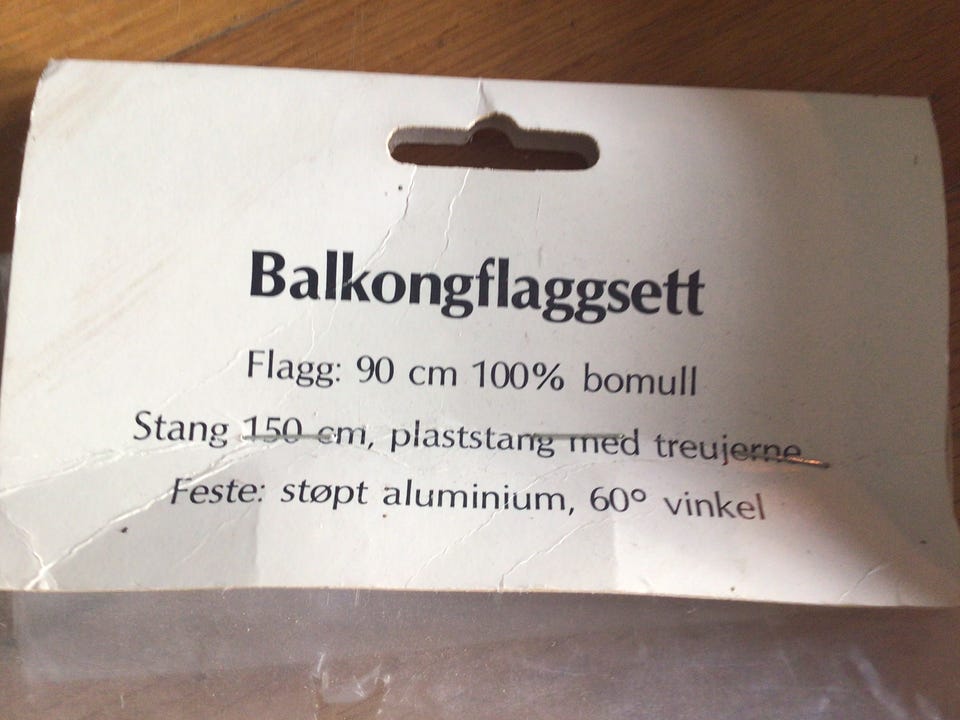 Balkongflaggsett
Flagg: 90 cm 100% bomull
Stang 150 cm, plaststang med treujerne
Feste: støpt aluminium, 60° vinkel